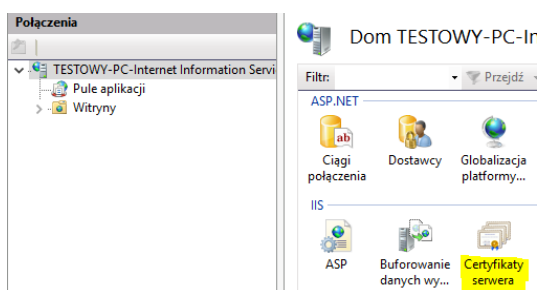 Połączenia
TESTOWY-PC-Internet Information Servi
Pule aplikacji
Witryny
Dom TESTOWY-PC-In
Filtr:
Przejdź
ASP.NET
Ciągi połączenia
Dostawcy
Globalizacja platformy...
IIS
ASP
Buforowanie danych wy...
Certyfikaty serwera